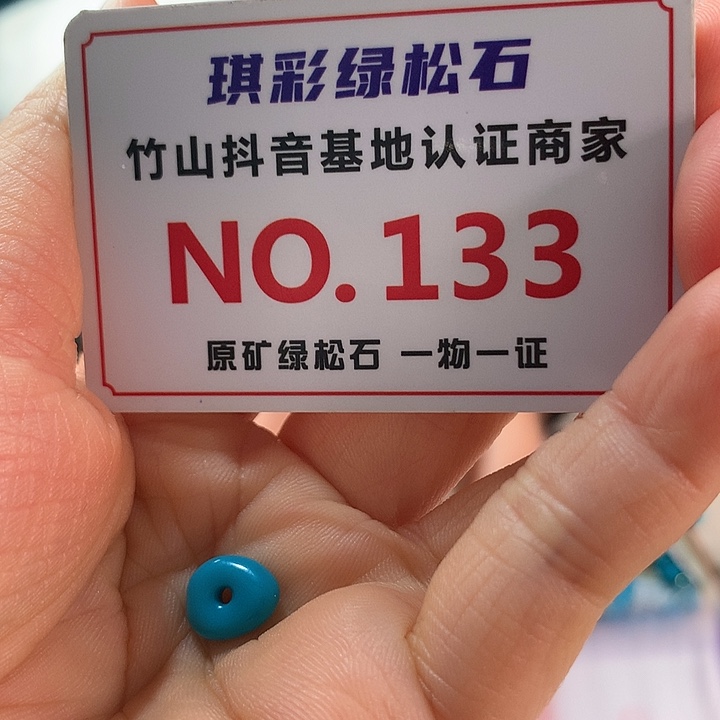 琪彩绿松石
竹山抖音基地认证商家
NO.133
原矿绿松石 一物一证